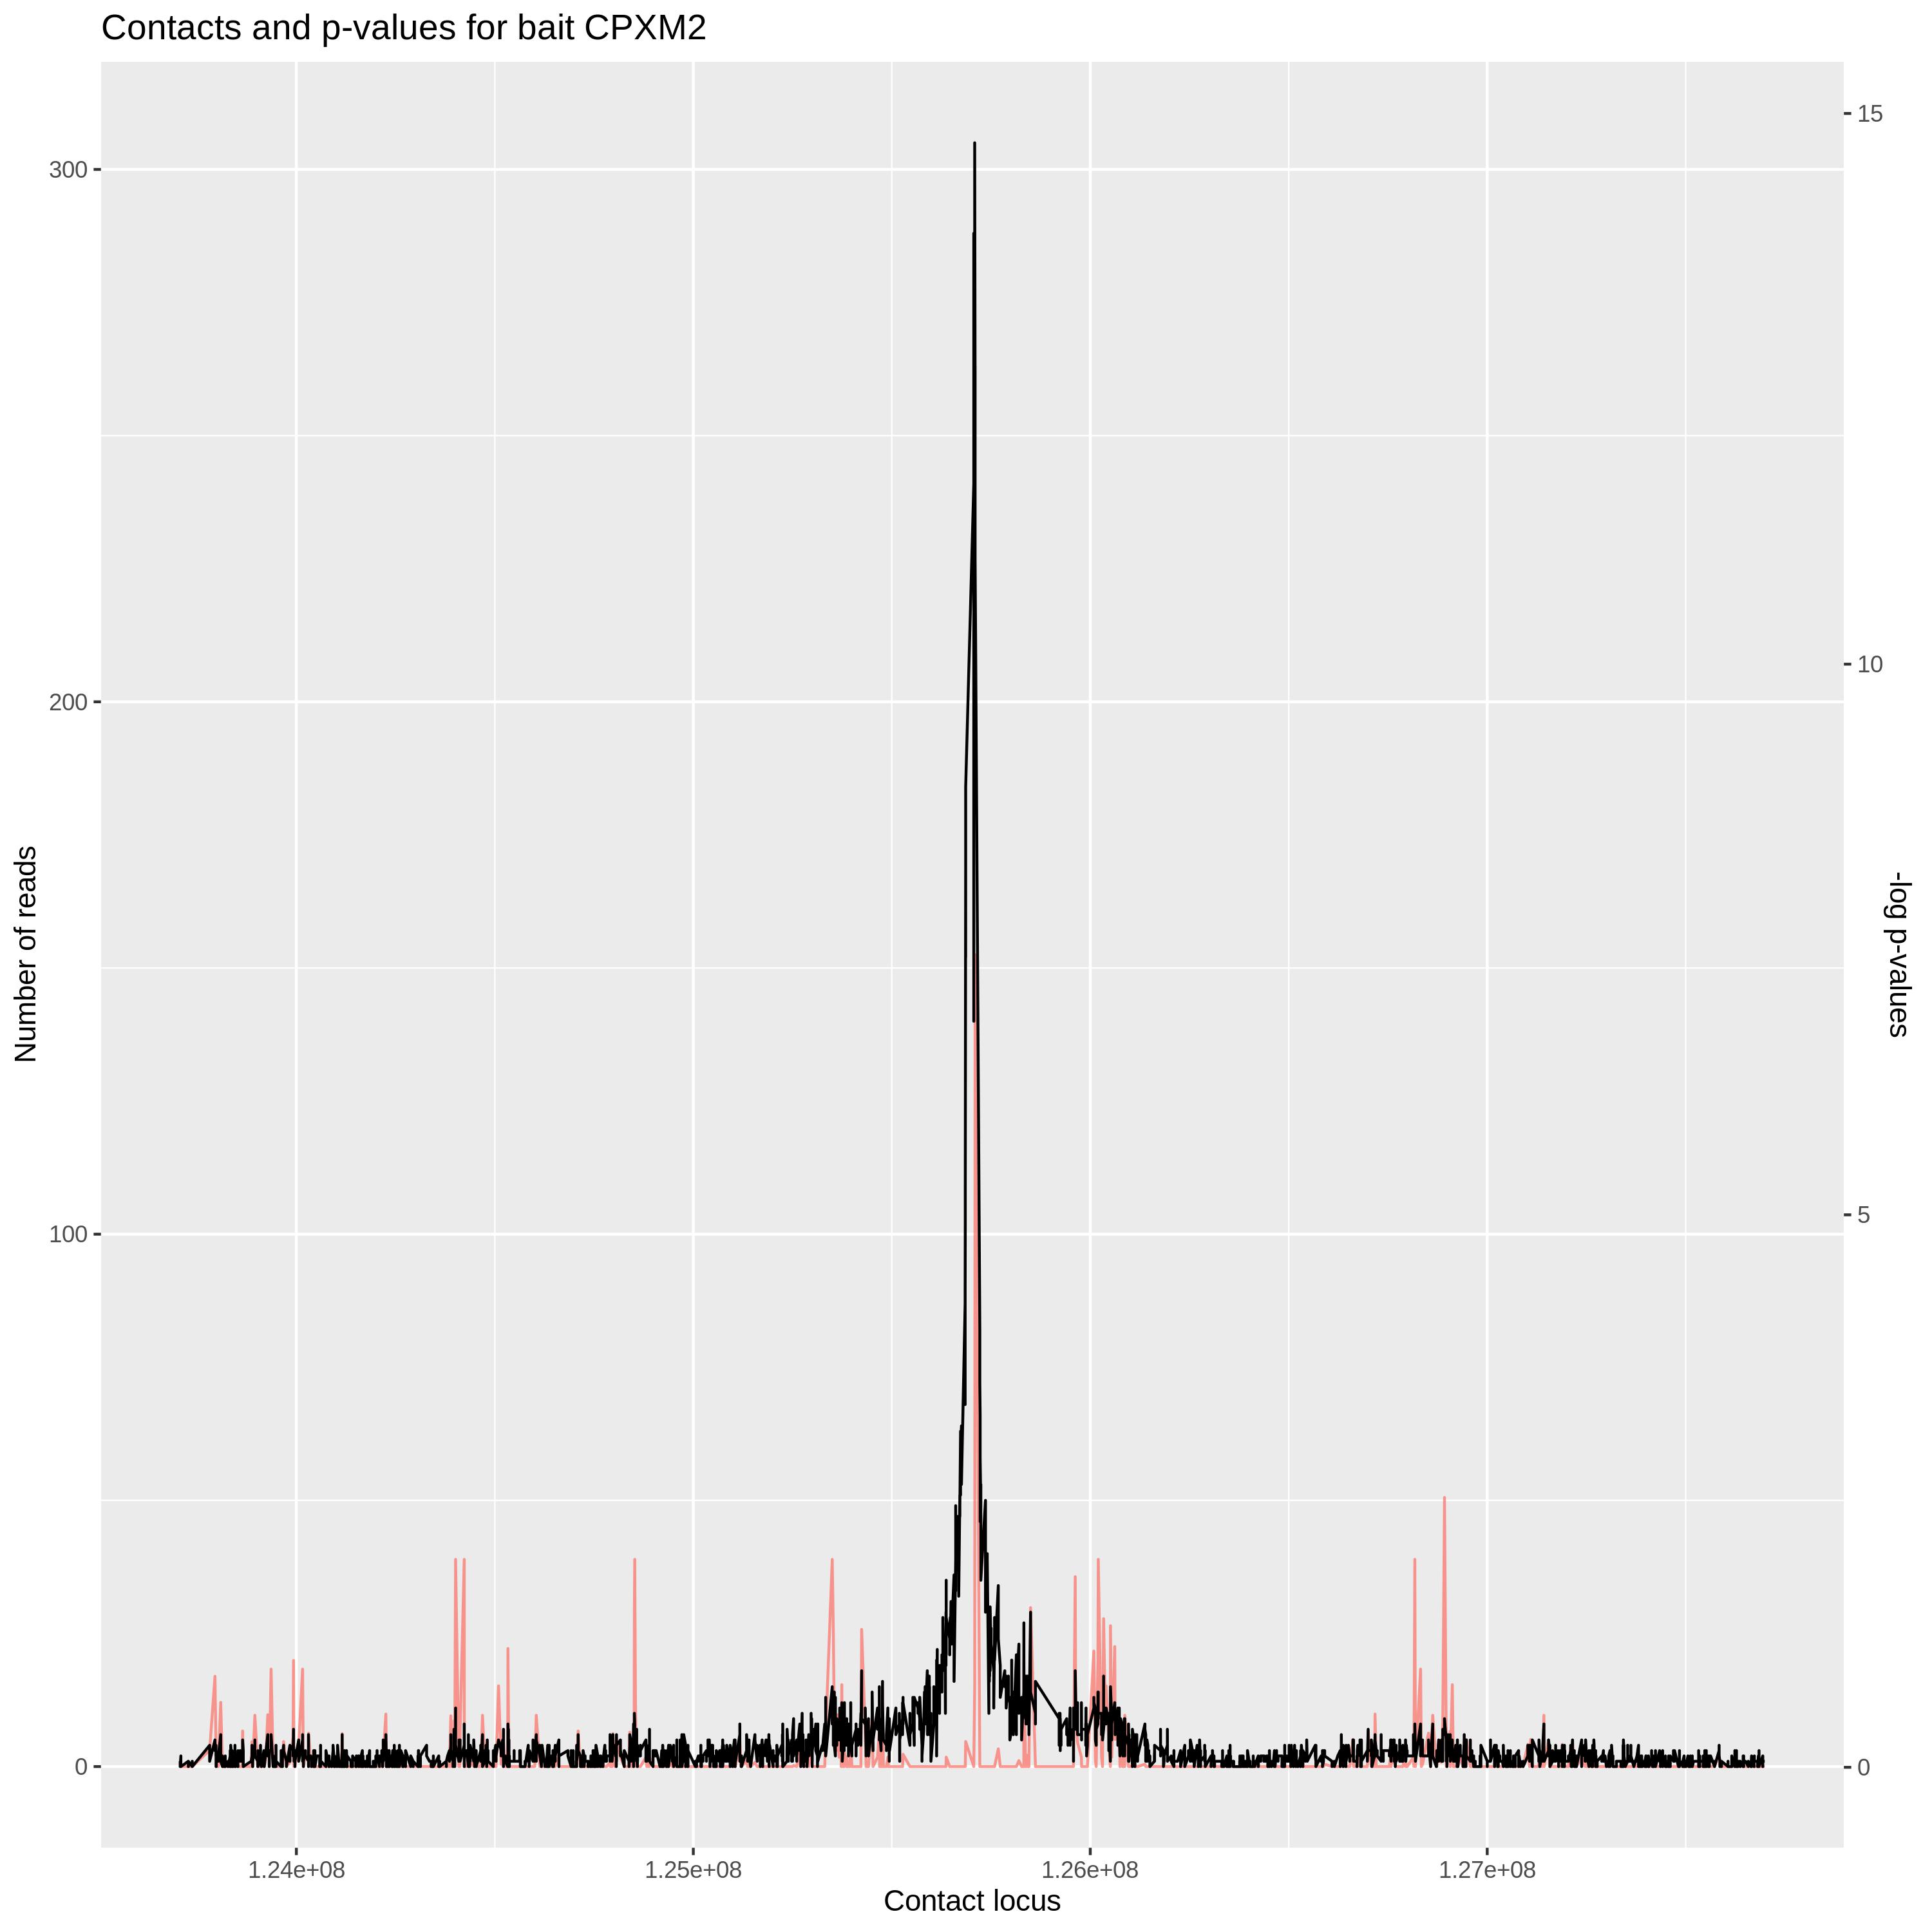 Contacts and p-values for bait CPXM2
300
200
100
0
15
10
5
0
Number of reads
-log p-values
1.24e+08
1.25e+08
1.26e+08
1.27e+08
Contact locus